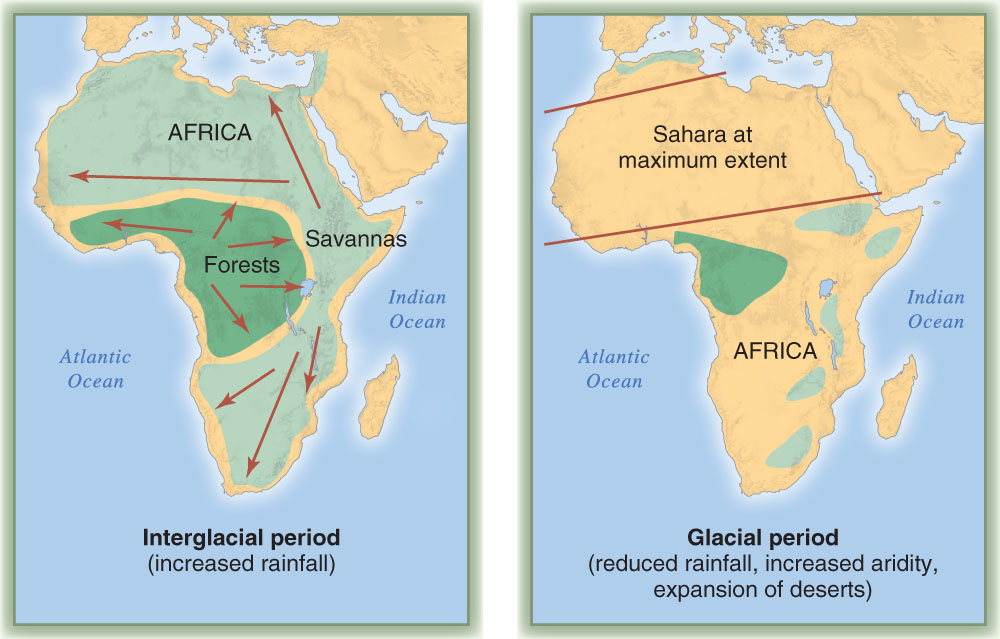 AFRICA
Savannas
Forests
Indian
Ocean
Atlantic
Ocean
Interglacial period
(increased rainfall)
Sahara at
maximum extent
Indian
Ocean
AFRICA
Atlantic
Ocean
Glacial period
(reduced rainfall, increased aridity,
expansion of deserts)